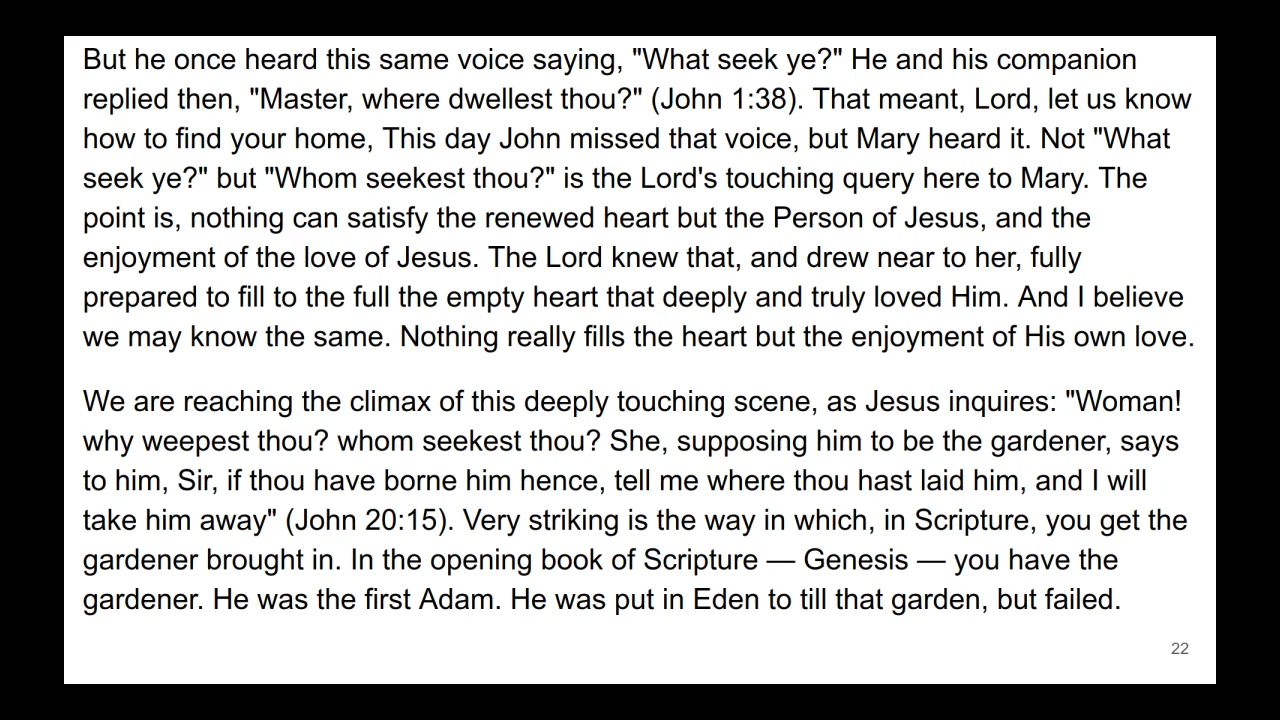 But he once heard this same voice saying, "What seek ye?" He and his companion
replied then, "Master, where dwellest thou?" (John 1:38). That meant, Lord, let us know
how to find your home, This day John missed that voice, but Mary heard it. Not "What
seek ye?" but "Whom seekest thou?" is the Lord's touching query here to Mary. The
point is, nothing can satisfy the renewed heart but the Person of Jesus, and the
enjoyment of the love of Jesus. The Lord knew that, and drew near to her, fully
prepared to fill to the full the empty heart that deeply and truly loved Him. And I believe
we may know the same. Nothing really fills the heart but the enjoyment of His own love.
We are reaching the climax of this deeply touching scene, as Jesus inquires: "Woman!
why weepest thou? whom seekest thou? She, supposing him to be the gardener, says
to him, Sir, if thou have borne him hence, tell me where thou hast laid him, and I will
take him away" (John 20:15). Very striking is the way in which, in Scripture, you get the
gardener brought in. In the opening book of Scripture — Genesis — you have the
gardener. He was the first Adam. He was put in Eden to till that garden, but failed.
22